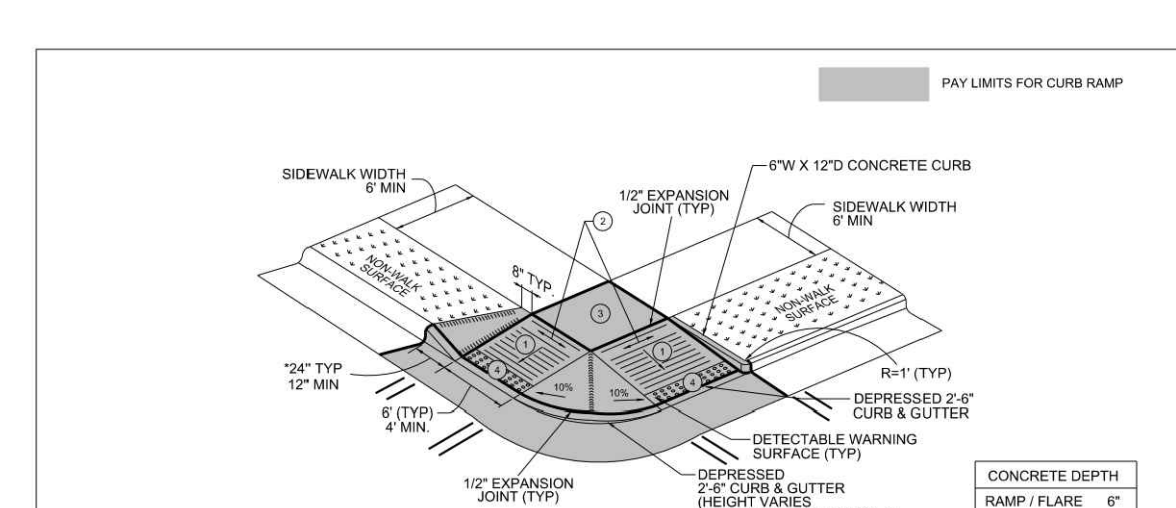 PAY LIMITS FOR CURB RAMP
6"W X 12"D CONCRETE CURB
SIDEWALK WIDTH
6' MIN
1/2" EXPANSION
JOINT (TYP)
SIDEWALK WIDTH
6' MIN
2
NON-WALK
SURFACE
8" TYP.
NON-WALK
SURFACE
3
1
1
*24" TYP
12" MIN
4
4
R=1' (TYP)
10%
10%
DEPRESSED 2'-6"
CURB & GUTTER
6' (TYP)
4' MIN.
DETECTABLE WARNING
SURFACE (TYP)
1/2" EXPANSION
JOINT (TYP)
DEPRESSED
2'-6" CURB & GUTTER
(HEIGHT VARIES
CONCRETE DEPTH
RAMP / FLARE 6"